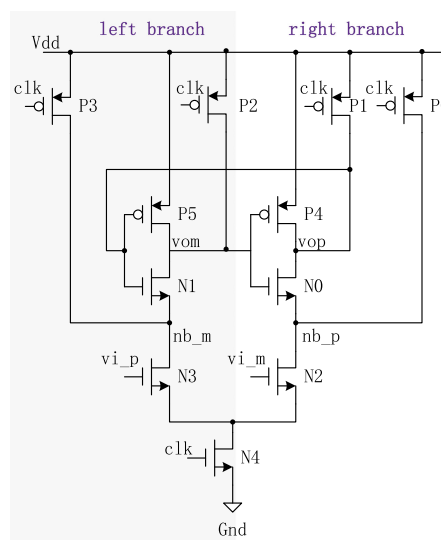 left branch right branch
Vdd
clk P3 clk P2 clk P1 clk P
P5 P4
vom vop
N1 N0
nb_m nb_p
vi_p N3 vi_m N2
clk N4
Gnd